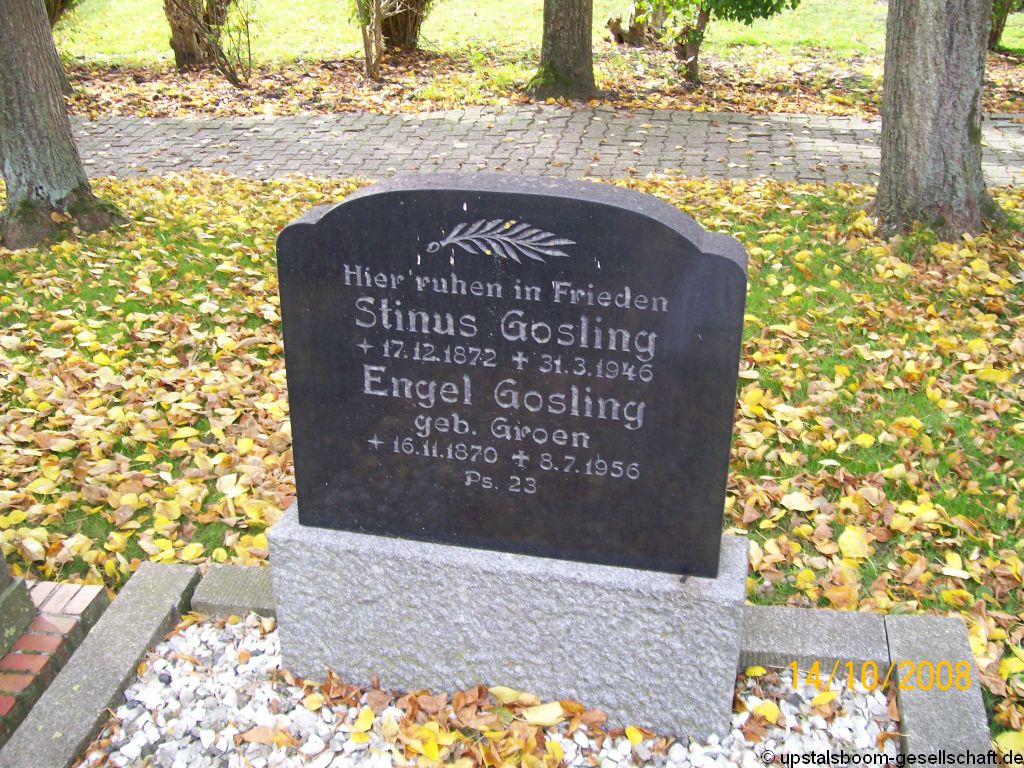 Hier ruhen in Frieden
Stinus Gosling
+ 17.12.1872 ✝ 31.3.1946
Engel Gosling
geb. Groen
+ 16.11.1870 ✝ 8.7.1956
Ps. 23
14/10/2008
© upstalsboom-gesellschaft.de